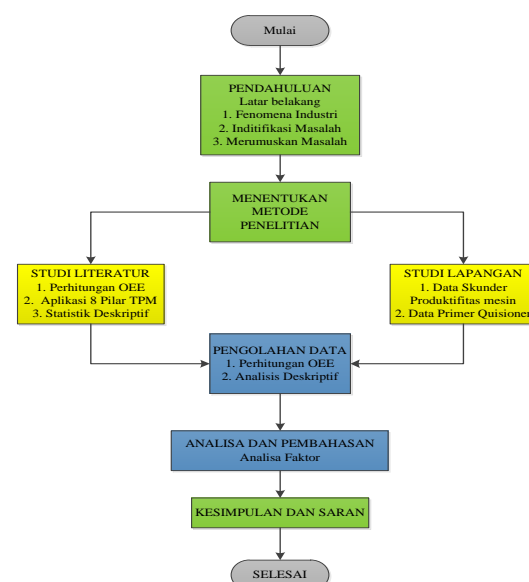 Mulai
PENDAHULUAN
Latar belakang
1. Fenomena Industri
2. Inditifikasi Masalah
3. Merumuskan Masalah
MENENTUKAN
METODE
PENELITIAN
STUDI LITERATUR
1. Perhitungan OEE
2. Aplikasi 8 Pilar TPM
3. Statistik Deskriptif
STUDI LAPANGAN
1. Data Skunder
Produktifitas mesin
2. Data Primer Quisioner
PENGOLAHAN DATA
1. Perhitungan OEE
2. Analisis Deskriptif
ANALISA DAN PEMBAHASAN
Analisa Faktor
KESIMPULAN DAN SARAN
SELESAI